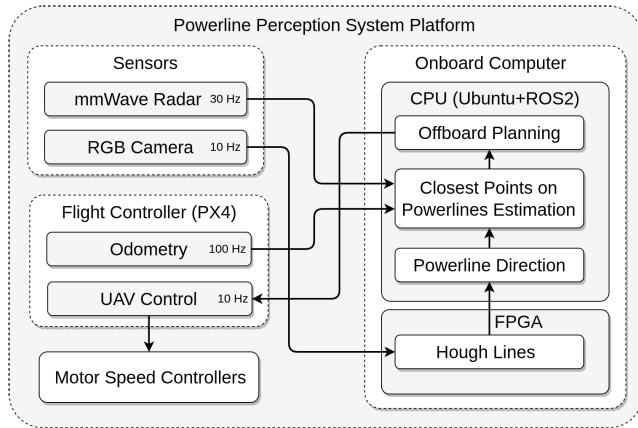 Powerline Perception System Platform
Sensors
mmWave Radar 30 Hz
RGB Camera 10 Hz
Flight Controller (PX4)
Odometry 100 Hz
UAV Control 10 Hz
Motor Speed Controllers
Onboard Computer
CPU (Ubuntu+ROS2)
Offboard Planning
Closest Points on
Powerlines Estimation
Powerline Direction
FPGA
Hough Lines